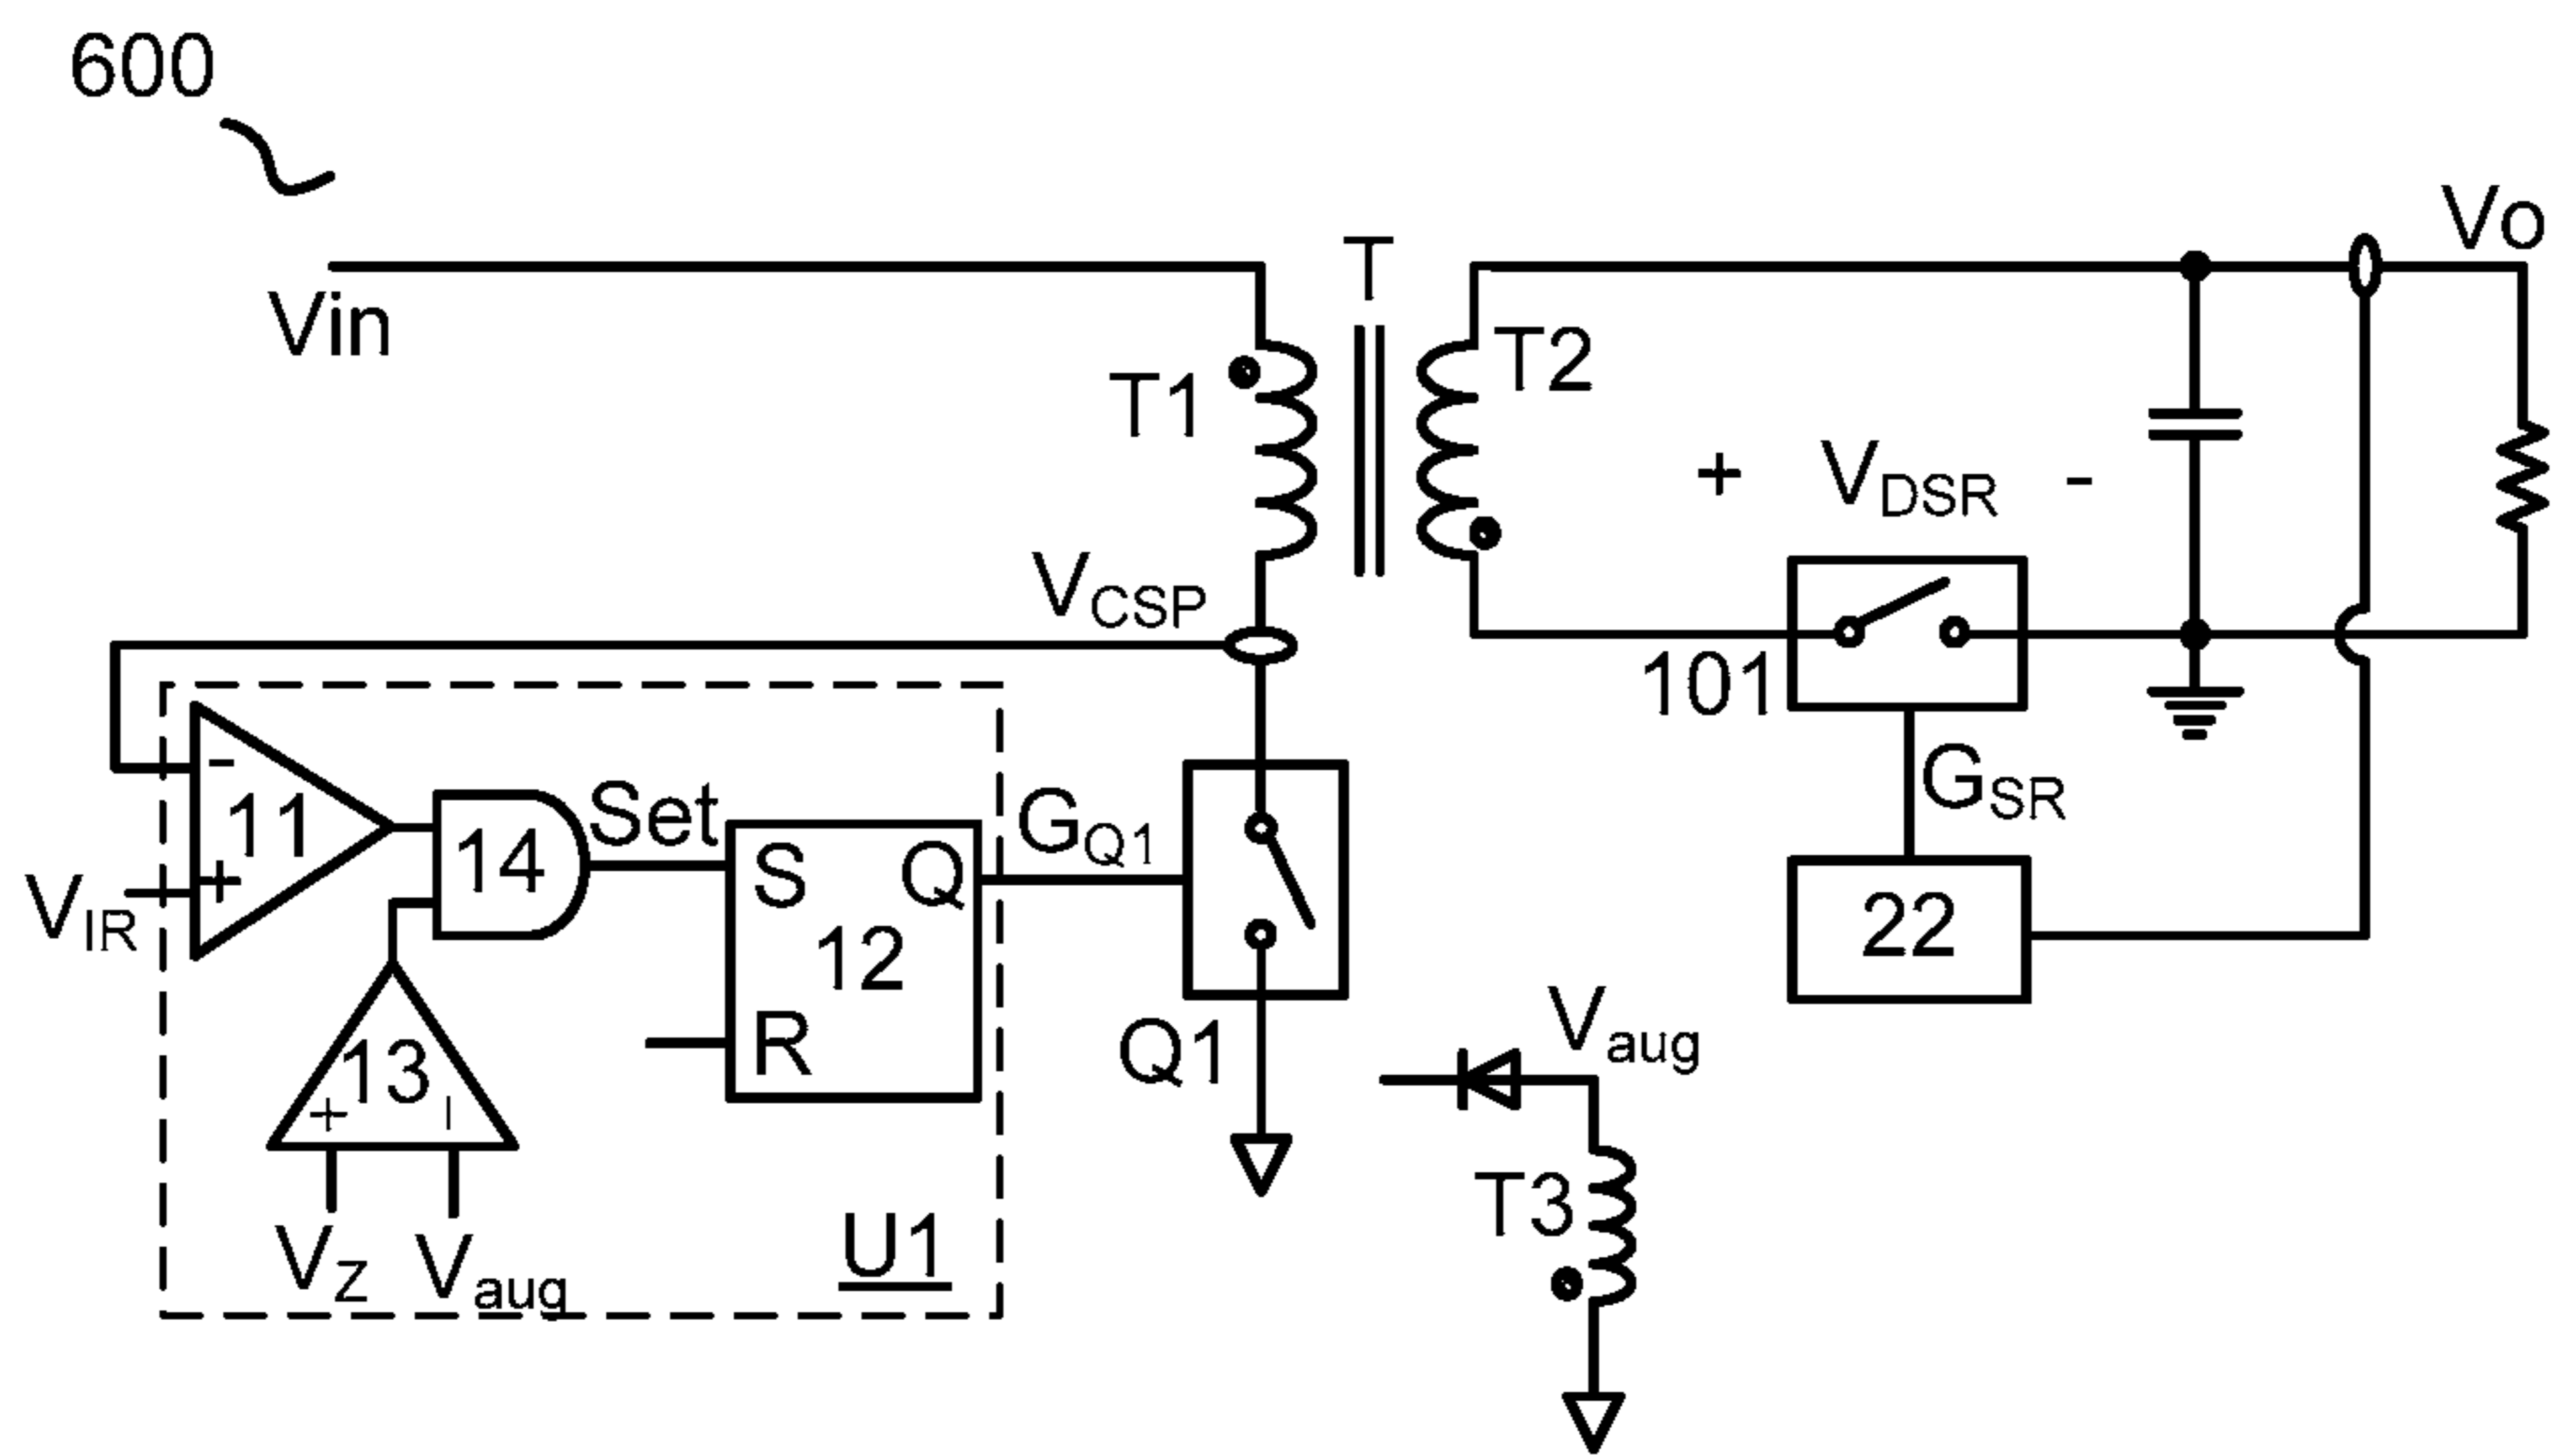 600
Vo
T
Vin
T2
T1
+ VDSR -
VCSP
101
-
11
Set
GQ1
GSR
14
S Q
VIR
+
22
12
Vaug
13
R
Q1
+ -
T3
VZ
Vaug
U1